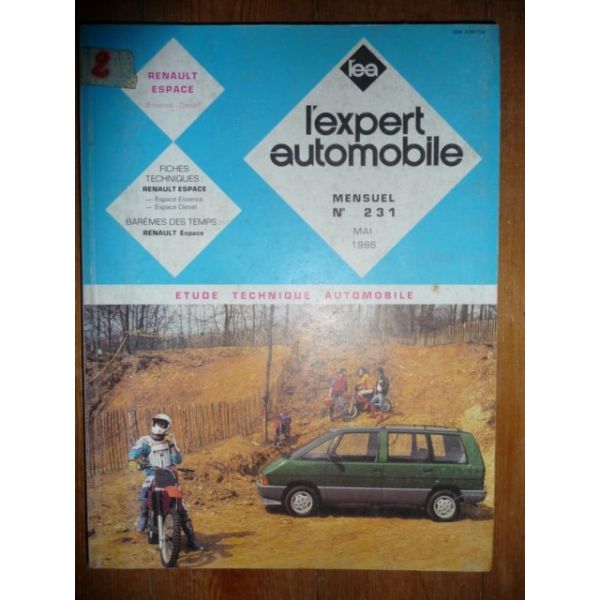 2
RENAULT
ESPACE
Essence - Diesel
FICHES
TECHNIQUES :
RENAULT ESPACE
— Espace Essence
— Espace Diesel
BARÈMES DES TEMPS :
RENAULT Espace
l'ea
l'expert
automobile
MENSUEL
N° 231
MAI
1986
ETUDE TECHNIQUE AUTOMOBILE